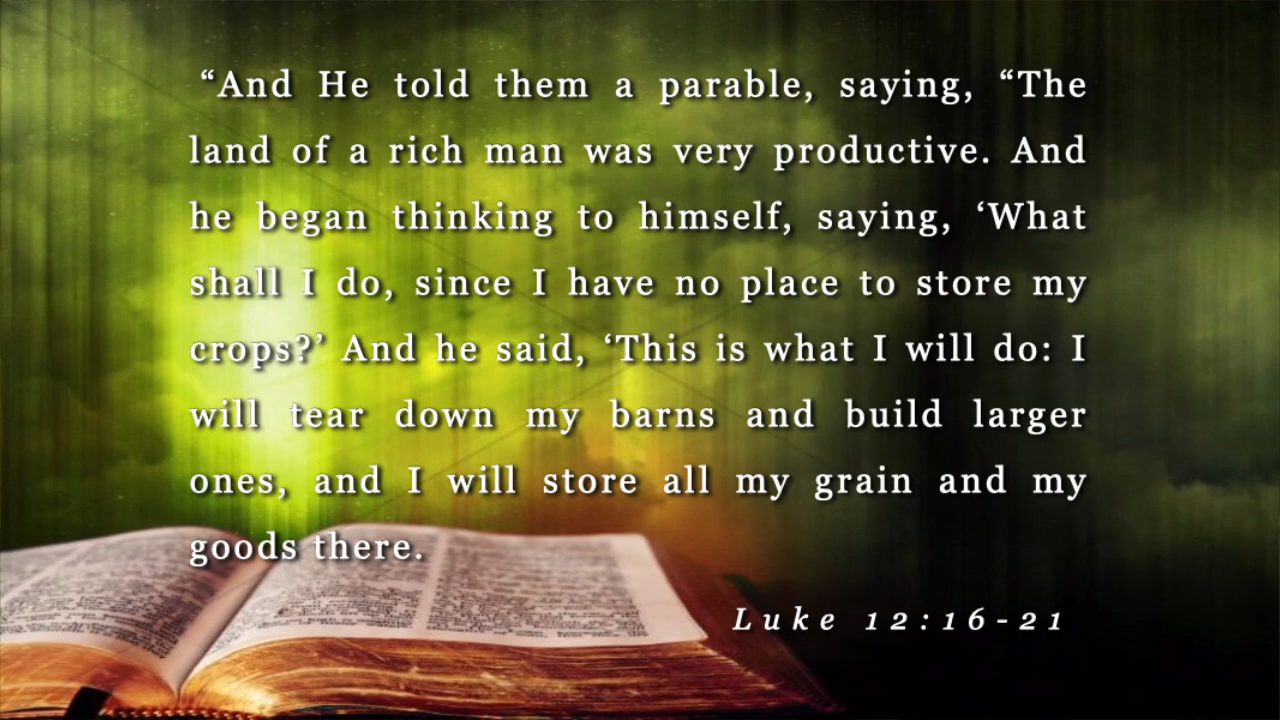 “And He told them a parable, saying, “The
land of a rich man was very productive. And
he began thinking to himself, saying, ‘What
shall I do, since I have no place to store my
crops?’ And he said, ‘This is what I will do: I
will tear down my barns and build larger
ones, and I will store all my grain and my
goods there.
Luke 12:16-21